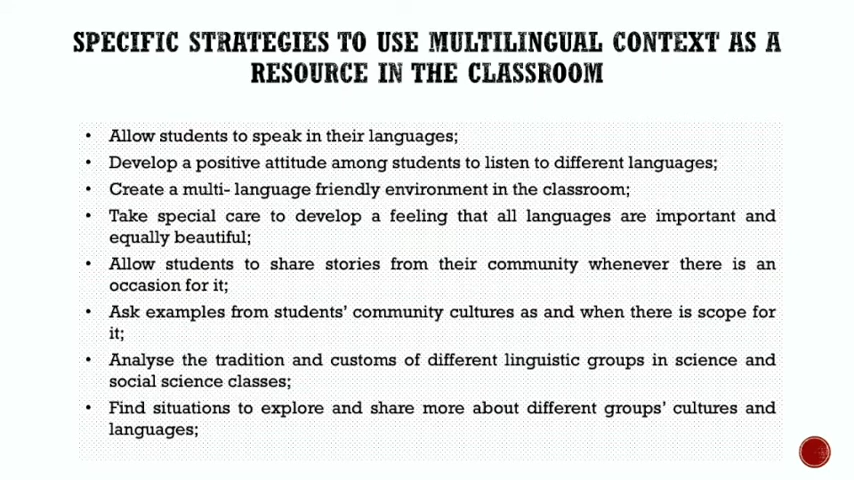 SPECIFIC STRATEGIES TO USE MULTILINGUAL CONTEXT AS A
RESOURCE IN THE CLASSROOM
• Allow students to speak in their languages;
• Develop a positive attitude among students to listen to different languages;
• Create a multi- language friendly environment in the classroom;
• Take special care to develop a feeling that all languages are important and
equally beautiful;
• Allow students to share stories from their community whenever there is an
occasion for it;
• Ask examples from students’ community cultures as and when there is scope for
it;
• Analyse the tradition and customs of different linguistic groups in science and
social science classes;
• Find situations to explore and share more about different groups’ cultures and
languages;